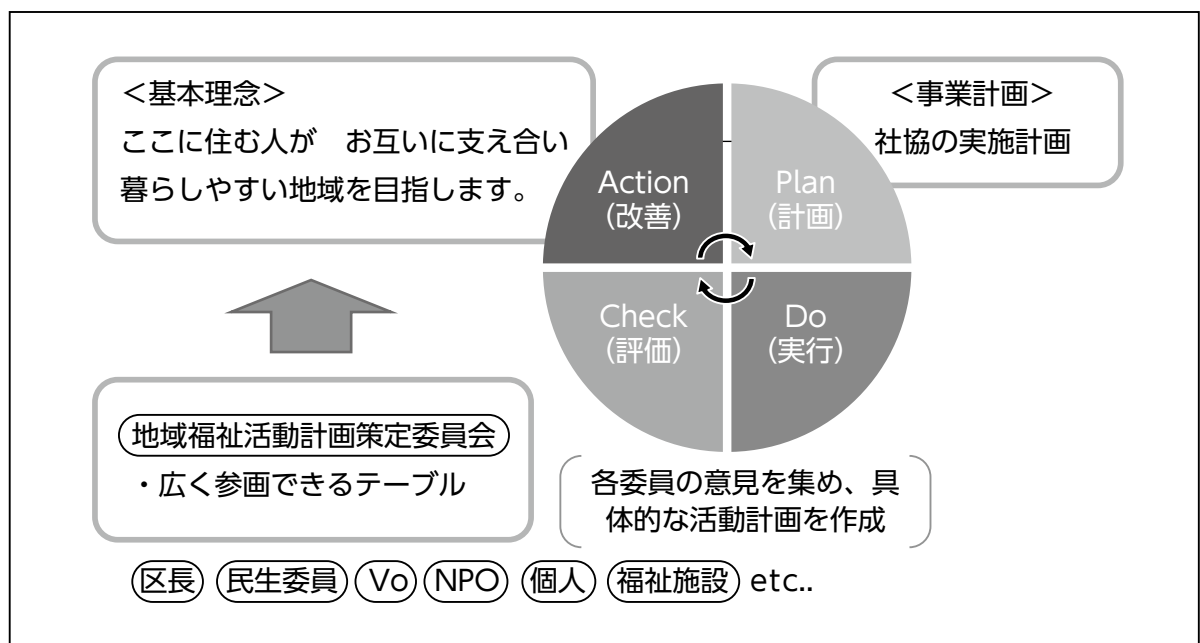 ＜基本理念＞
ここに住む人が　お互いに支え合い
暮らしやすい地域を目指します。
＜事業計画＞
社協の実施計画
Action
（改善）
Plan
（計画）
Check
（評価）
Do
（実行）
地域福祉活動計画策定委員会
・広く参画できるテーブル
各委員の意見を集め、具
体的な活動計画を作成
区長 民生委員 Vo NPO 個人 福祉施設 etc..